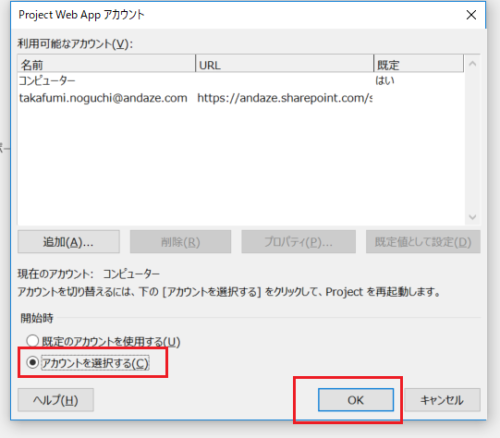 Project Web App アカウント
利用可能なアカウント(V):
名前 URL 既定
コンピューター はい
takafumi.noguchi@andaze.com https://andaze.sharepoint.com/s
追加(A)... 削除(R) プロパティ(P)... 既定値として設定(D)
現在のアカウント: コンピューター
アカウントを切り替えるには、下の [アカウントを選択する] をクリックして、Project を再起動します。
開始時
既定のアカウントを使用する(U)
アカウントを選択する(C)
ヘルプ(H) OK キャンセル